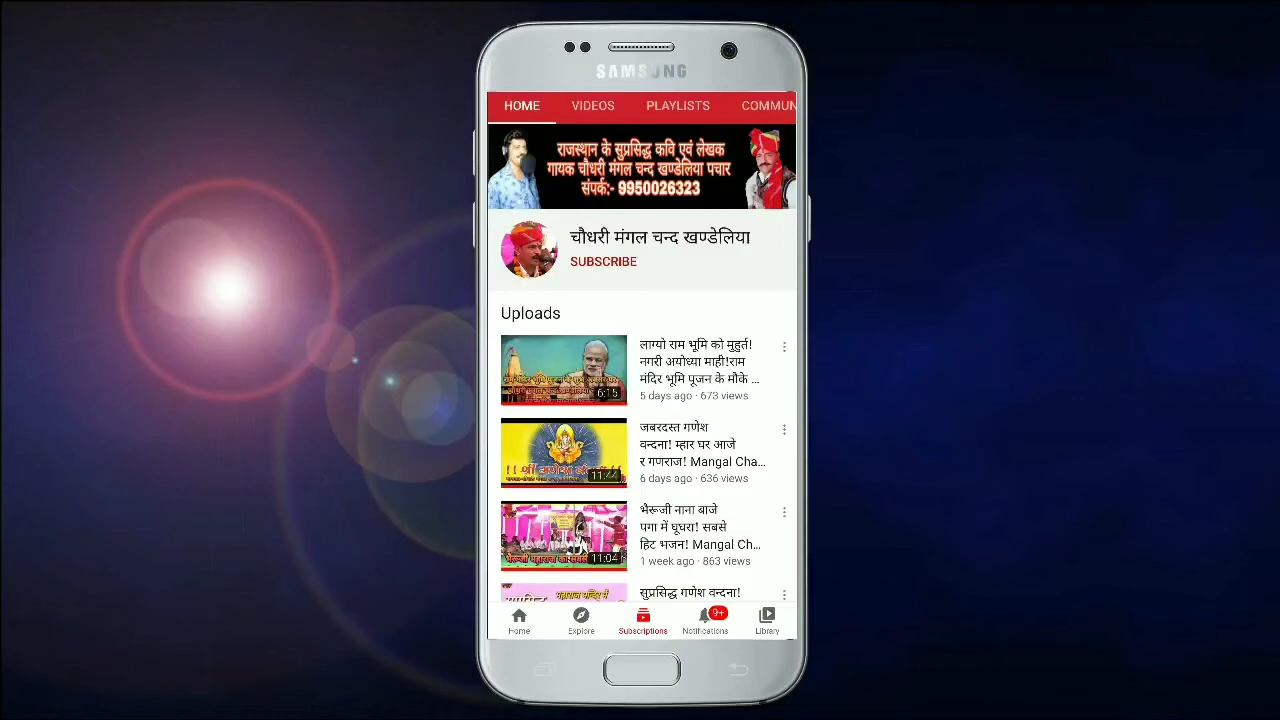 SAMSUNG
HOME VIDEOS PLAYLISTS COMMUN
राजस्थान के सुप्रसिद्ध कवि एवं लेखक
गायक चौधरी मंगल चन्द खण्डेलिया पचार
संपर्क:- 9950026323
चौधरी मंगल चन्द खण्डेलिया
SUBSCRIBE
Uploads
लाग्यो राम भूमि को मुहुर्त!
नगरी अयोध्या माही!राम
मंदिर भूमि पूजन के मौके ...
5 days ago · 673 views
6:15
जबरदस्त गणेश
वन्दना! म्हार घर आजे
र गणराज! Mangal Cha...
6 days ago · 636 views
11:44
भैरूजी नाना बाजे
पगा में घूघरा! सबसे
हिट भजन! Mangal Ch...
1 week ago · 863 views
11:04
सुप्रसिद्ध गणेश वन्दना!
9+
Home Explore Subscriptions Notifications Library